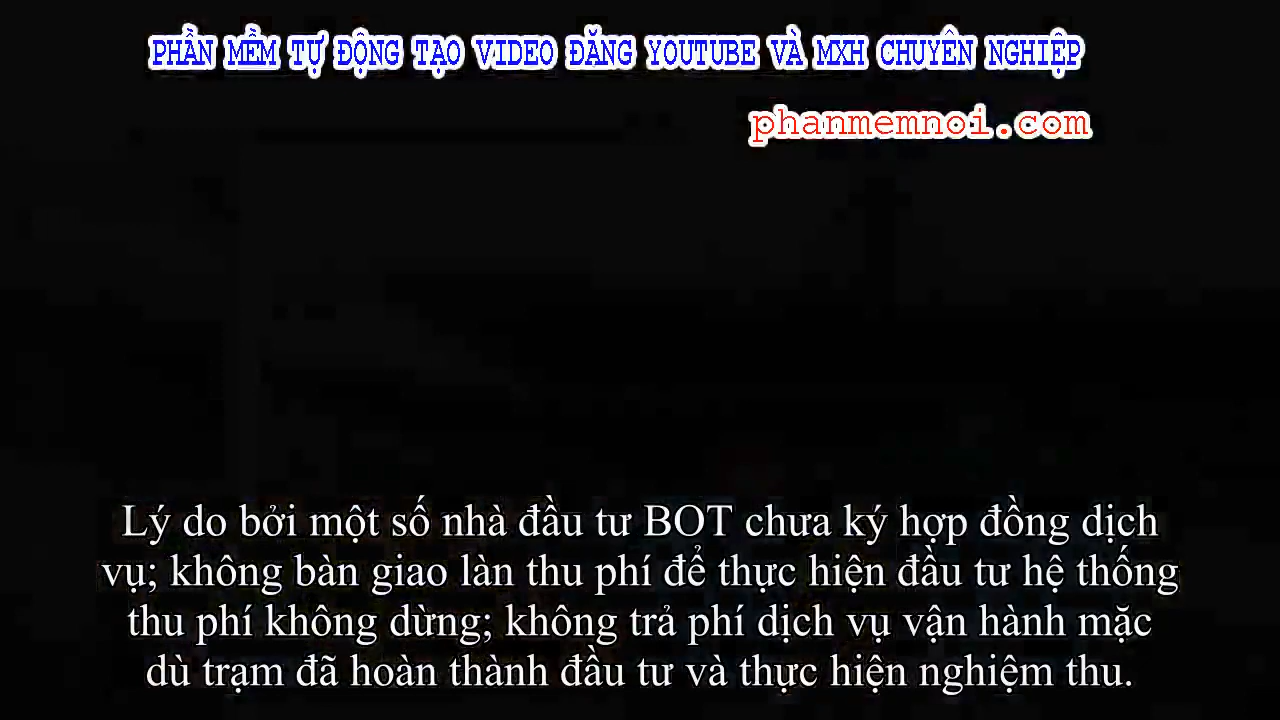 PHẦN MỀM TỰ ĐỘNG TẠO VIDEO ĐĂNG YOUTUBE VÀ MXH CHUYÊN NGHIỆP
phanmemnoi.com
Lý do bởi một số nhà đầu tư BOT chưa ký hợp đồng dịch
vụ; không bàn giao làn thu phí để thực hiện đầu tư hệ thống
thu phí không dừng; không trả phí dịch vụ vận hành mặc
dù trạm đã hoàn thành đầu tư và thực hiện nghiệm thu.